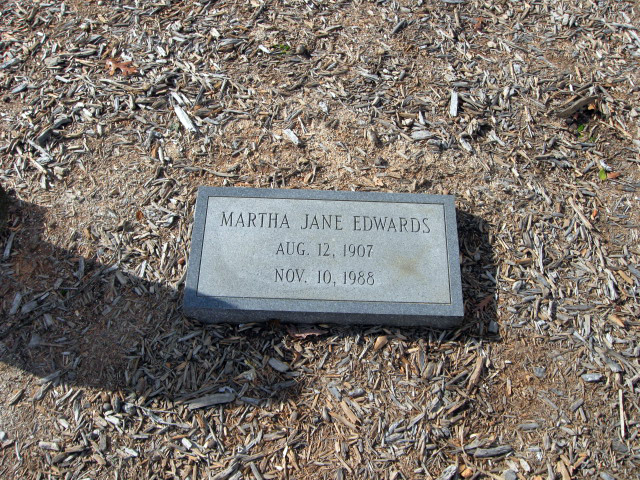 MARTHA JANE EDWARDS
AUG. 12, 1907
NOV. 10, 1988